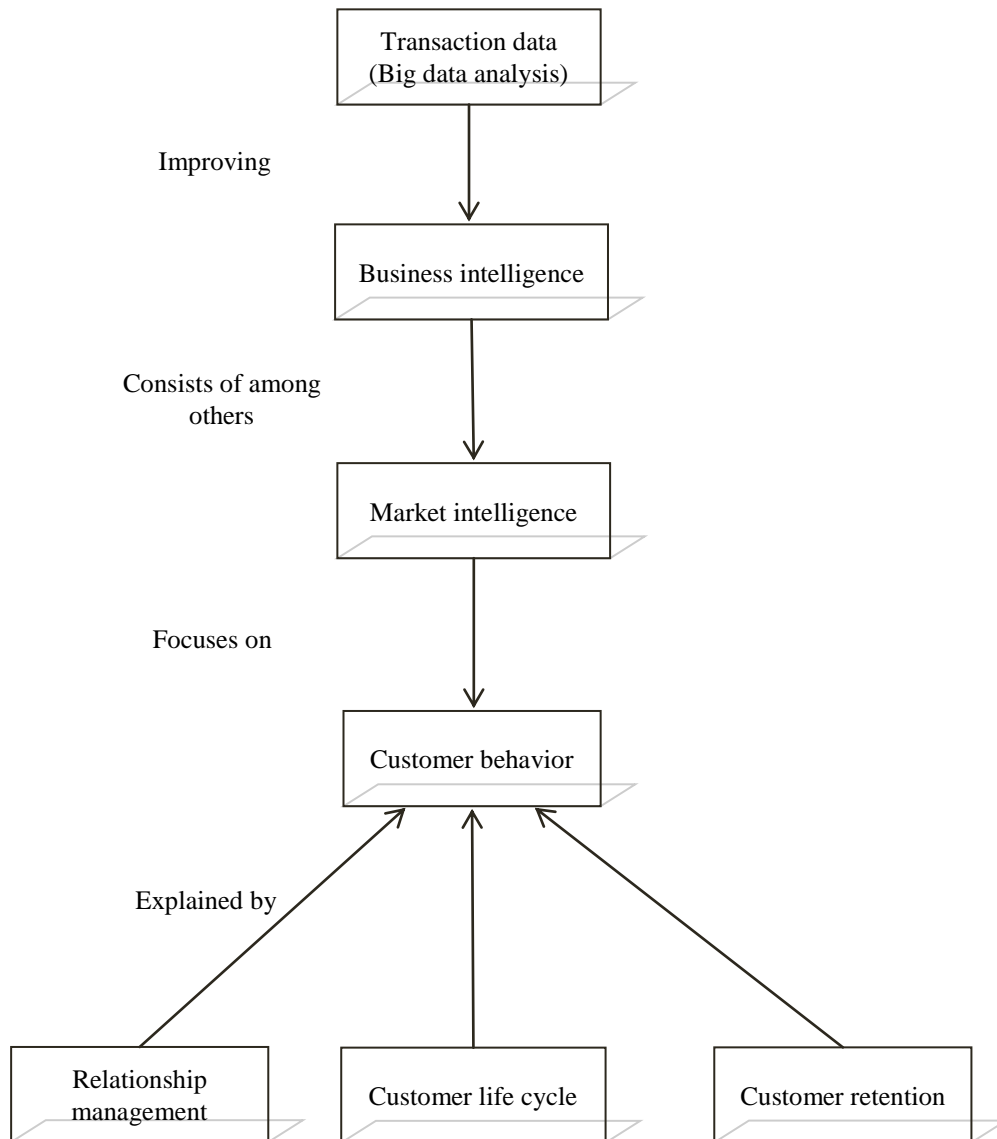 Transaction data
(Big data analysis)
Improving
Business intelligence
Consists of among
others
Market intelligence
Focuses on
Customer behavior
Explained by
Relationship
management
Customer life cycle
Customer retention